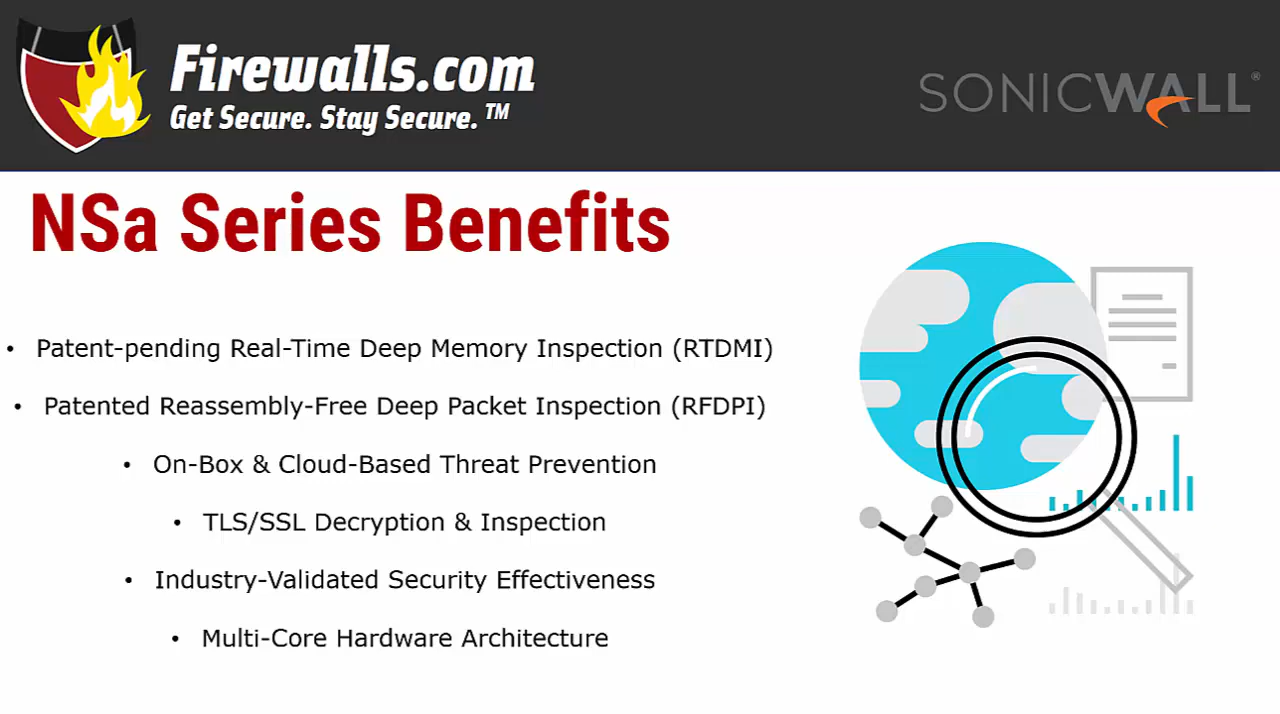 Firewalls.com
Get Secure. Stay Secure. ™
SONICWALL®
NSa Series Benefits
• Patent-pending Real-Time Deep Memory Inspection (RTDMI)
• Patented Reassembly-Free Deep Packet Inspection (RFDPI)
• On-Box & Cloud-Based Threat Prevention
• TLS/SSL Decryption & Inspection
• Industry-Validated Security Effectiveness
• Multi-Core Hardware Architecture